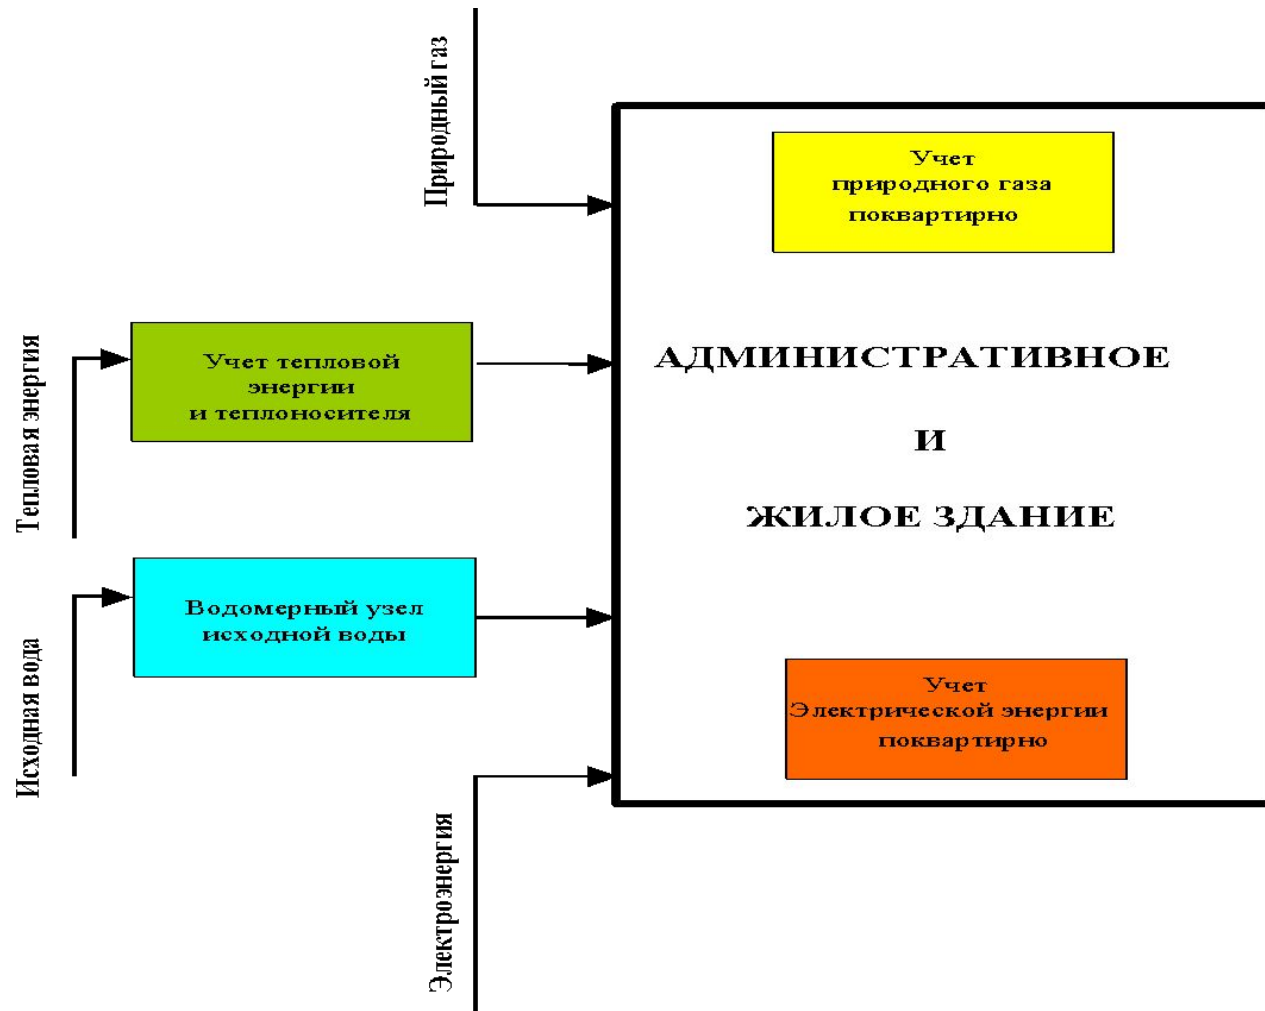 Природный газ
Учет
природного газа
поквартирно
Тепловая энергия
Учет тепловой
энергии
и теплоносителя
АДМИНИСТРАТИВНОЕ
И
ЖИЛОЕ ЗДАНИЕ
Исходная вода
Водомерный узел
исходной воды
Учет
Электрической энергии
поквартирно
Электроэнергия